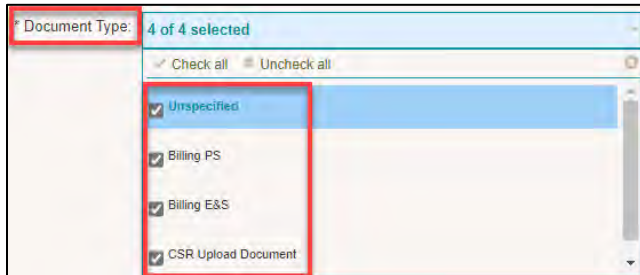 * Document Type: 4 of 4 selected
Check all Uncheck all
Unspecified
Billing PS
Billing E&S
CSR Upload Document